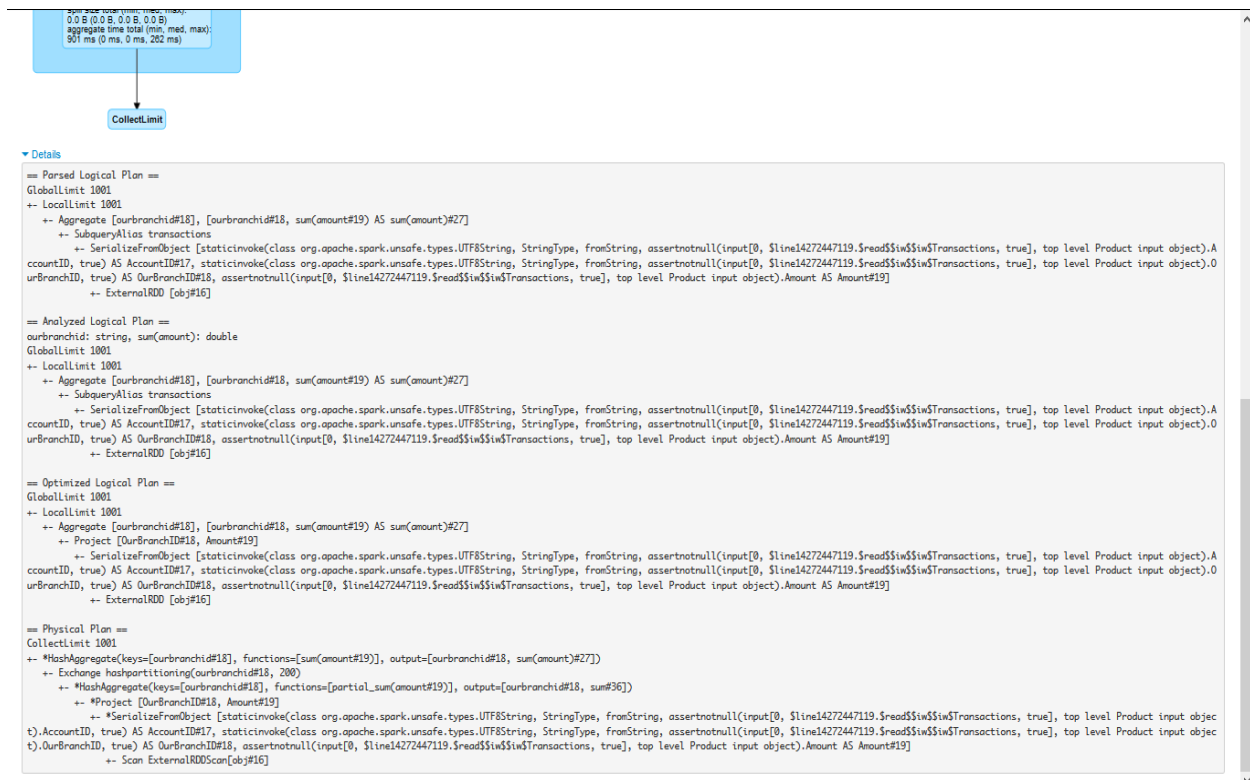 spill size total (min, med, max):
0.0 B (0.0 B, 0.0 B, 0.0 B)
aggregate time total (min, med, max):
901 ms (0 ms, 0 ms, 262 ms)
CollectLimit
Details
== Parsed Logical Plan ==
GlobalLimit 1001
+- LocalLimit 1001
+- Aggregate [ourbranchid#18], [ourbranchid#18, sum(amount#19) AS sum(amount)#27]
+- SubqueryAlias transactions
+- SerializeFromObject [staticinvoke(class org.apache.spark.unsafe.types.UTF8String, StringType, fromString, assertnotnull(input[0, $line14272447119.$read$$iw$$iw$Transactions, true], top level Product input object).A
ccountID, true) AS AccountID#17, staticinvoke(class org.apache.spark.unsafe.types.UTF8String, StringType, fromString, assertnotnull(input[0, $line14272447119.$read$$iw$$iw$Transactions, true], top level Product input object).O
urBranchID, true) AS OurBranchID#18, assertnotnull(input[0, $line14272447119.$read$$iw$$iw$Transactions, true], top level Product input object).Amount AS Amount#19]
+- ExternalRDD [obj#16]
== Analyzed Logical Plan ==
ourbranchid: string, sum(amount): double
GlobalLimit 1001
+- LocalLimit 1001
+- Aggregate [ourbranchid#18], [ourbranchid#18, sum(amount#19) AS sum(amount)#27]
+- SubqueryAlias transactions
+- SerializeFromObject [staticinvoke(class org.apache.spark.unsafe.types.UTF8String, StringType, fromString, assertnotnull(input[0, $line14272447119.$read$$iw$$iw$Transactions, true], top level Product input object).A
ccountID, true) AS AccountID#17, staticinvoke(class org.apache.spark.unsafe.types.UTF8String, StringType, fromString, assertnotnull(input[0, $line14272447119.$read$$iw$$iw$Transactions, true], top level Product input object).O
urBranchID, true) AS OurBranchID#18, assertnotnull(input[0, $line14272447119.$read$$iw$$iw$Transactions, true], top level Product input object).Amount AS Amount#19]
+- ExternalRDD [obj#16]
== Optimized Logical Plan ==
GlobalLimit 1001
+- LocalLimit 1001
+- Aggregate [ourbranchid#18], [ourbranchid#18, sum(amount#19) AS sum(amount)#27]
+- Project [OurBranchID#18, Amount#19]
+- SerializeFromObject [staticinvoke(class org.apache.spark.unsafe.types.UTF8String, StringType, fromString, assertnotnull(input[0, $line14272447119.$read$$iw$$iw$Transactions, true], top level Product input object).A
ccountID, true) AS AccountID#17, staticinvoke(class org.apache.spark.unsafe.types.UTF8String, StringType, fromString, assertnotnull(input[0, $line14272447119.$read$$iw$$iw$Transactions, true], top level Product input object).O
urBranchID, true) AS OurBranchID#18, assertnotnull(input[0, $line14272447119.$read$$iw$$iw$Transactions, true], top level Product input object).Amount AS Amount#19]
+- ExternalRDD [obj#16]
== Physical Plan ==
CollectLimit 1001
+- *HashAggregate(keys=[ourbranchid#18], functions=[sum(amount#19)], output=[ourbranchid#18, sum(amount)#27])
+- Exchange hashpartitioning(ourbranchid#18, 200)
+- *HashAggregate(keys=[ourbranchid#18], functions=[partial_sum(amount#19)], output=[ourbranchid#18, sum#36])
+- *Project [OurBranchID#18, Amount#19]
+- *SerializeFromObject [staticinvoke(class org.apache.spark.unsafe.types.UTF8String, StringType, fromString, assertnotnull(input[0, $line14272447119.$read$$iw$$iw$Transactions, true], top level Product input objec
t).AccountID, true) AS AccountID#17, staticinvoke(class org.apache.spark.unsafe.types.UTF8String, StringType, fromString, assertnotnull(input[0, $line14272447119.$read$$iw$$iw$Transactions, true], top level Product input objec
t).OurBranchID, true) AS OurBranchID#18, assertnotnull(input[0, $line14272447119.$read$$iw$$iw$Transactions, true], top level Product input object).Amount AS Amount#19]
+- Scan ExternalRDDScan[obj#16]